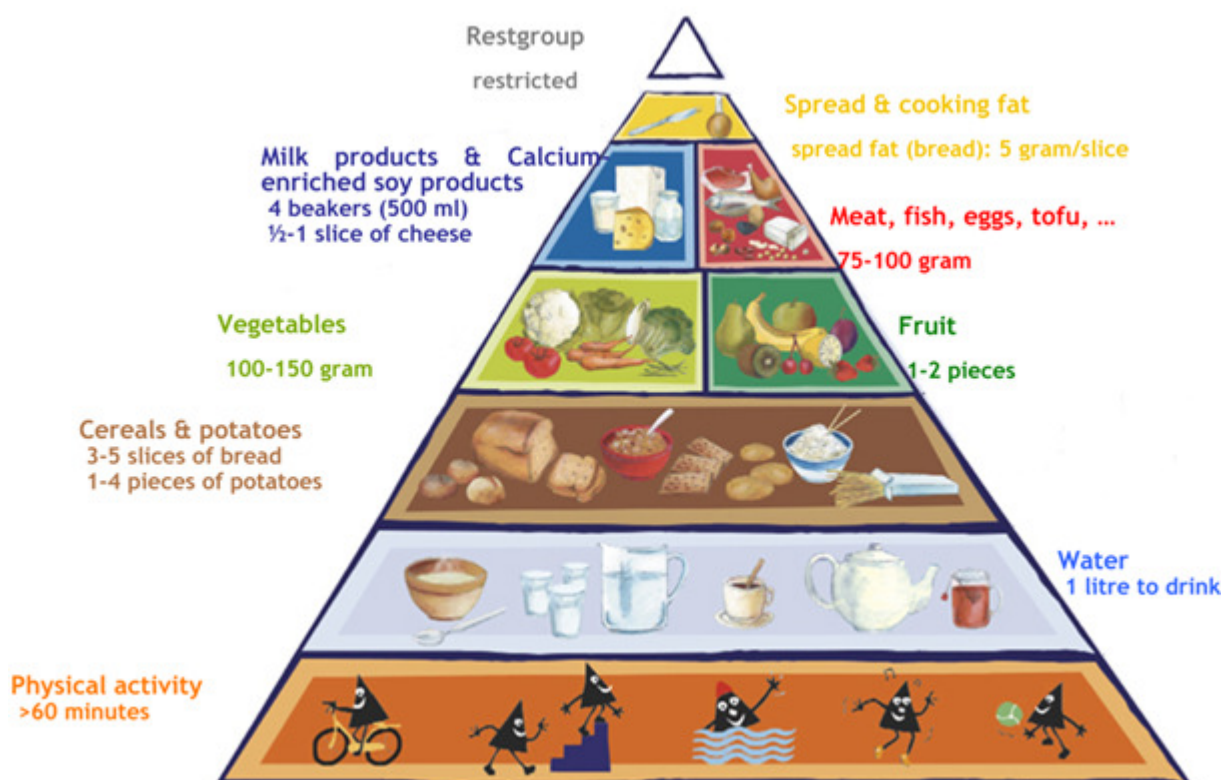 Restgroup
restricted
Spread & cooking fat
spread fat (bread): 5 gram/slice
Milk products & Calcium-
enriched soy products
4 beakers (500 ml)
½-1 slice of cheese
Meat, fish, eggs, tofu, ...
75-100 gram
Vegetables
100-150 gram
Fruit
1-2 pieces
Cereals & potatoes
3-5 slices of bread
1-4 pieces of potatoes
Water
1 litre to drink
Physical activity
>60 minutes